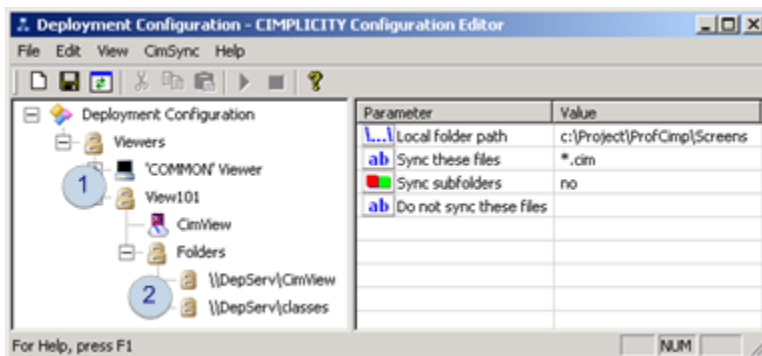 Deployment Configuration - CIMPLICITY Configuration Editor
File Edit View CimSync Help
Deployment Configuration
Viewers
'COMMON' Viewer
1
View101
CimView
Folders
\\DepServ\CimView
2
\\DepServ\classes
Parameter Value
\...\ Local folder path c:\Project\ProfCimp\Screens
ab Sync these files *.cim
Sync subfolders no
ab Do not sync these files
For Help, press F1
NUM